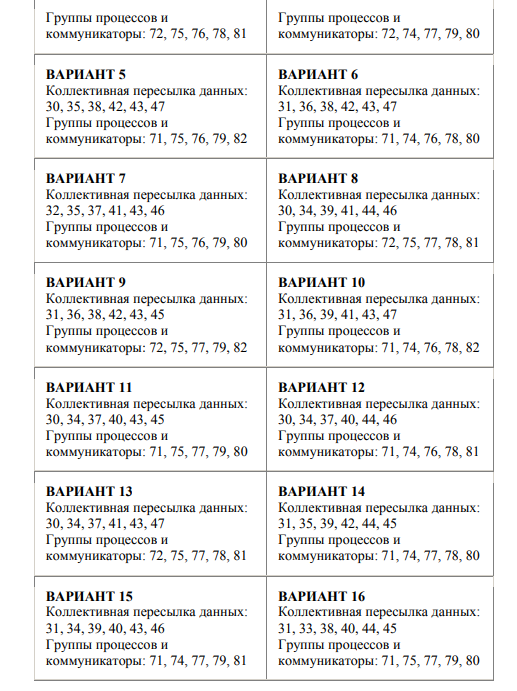 Группы процессов и
коммуникаторы: 72, 75, 76, 78, 81
Группы процессов и
коммуникаторы: 72, 74, 77, 79, 80
ВАРИАНТ 5
Коллективная пересылка данных:
30, 35, 38, 42, 43, 47
Группы процессов и
коммуникаторы: 71, 75, 76, 79, 82
ВАРИАНТ 6
Коллективная пересылка данных:
31, 36, 38, 42, 43, 47
Группы процессов и
коммуникаторы: 71, 74, 76, 78, 80
ВАРИАНТ 7
Коллективная пересылка данных:
32, 35, 37, 41, 43, 46
Группы процессов и
коммуникаторы: 71, 75, 76, 79, 80
ВАРИАНТ 8
Коллективная пересылка данных:
30, 34, 39, 41, 44, 46
Группы процессов и
коммуникаторы: 72, 75, 77, 78, 81
ВАРИАНТ 9
Коллективная пересылка данных:
31, 36, 38, 42, 43, 45
Группы процессов и
коммуникаторы: 72, 75, 77, 79, 82
ВАРИАНТ 10
Коллективная пересылка данных:
31, 36, 39, 41, 43, 47
Группы процессов и
коммуникаторы: 71, 74, 76, 78, 82
ВАРИАНТ 11
Коллективная пересылка данных:
30, 34, 37, 40, 43, 45
Группы процессов и
коммуникаторы: 71, 75, 77, 79, 80
ВАРИАНТ 12
Коллективная пересылка данных:
30, 34, 37, 40, 44, 46
Группы процессов и
коммуникаторы: 71, 74, 76, 78, 81
ВАРИАНТ 13
Коллективная пересылка данных:
30, 34, 37, 41, 43, 47
Группы процессов и
коммуникаторы: 72, 75, 77, 78, 81
ВАРИАНТ 14
Коллективная пересылка данных:
31, 35, 39, 42, 44, 45
Группы процессов и
коммуникаторы: 71, 74, 77, 78, 80
ВАРИАНТ 15
Коллективная пересылка данных:
31, 34, 39, 40, 43, 46
Группы процессов и
коммуникаторы: 71, 74, 77, 79, 81
ВАРИАНТ 16
Коллективная пересылка данных:
31, 33, 38, 40, 44, 45
Группы процессов и
коммуникаторы: 71, 75, 77, 79, 80